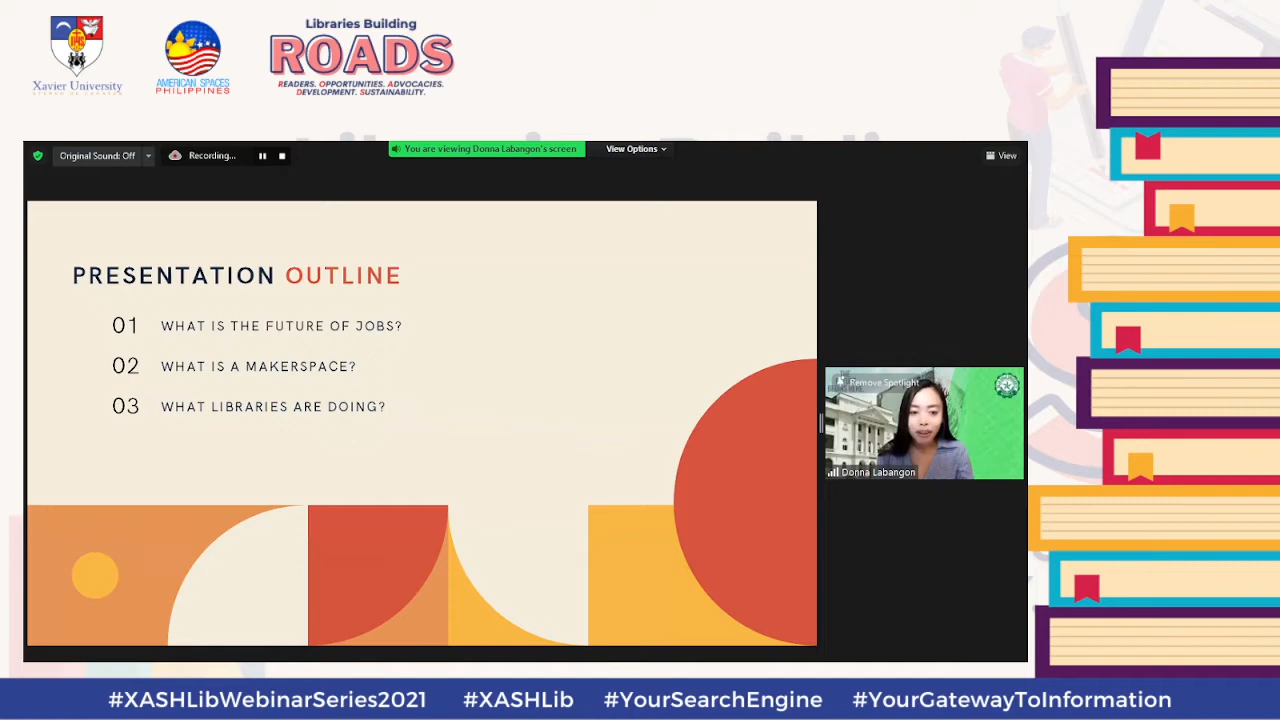 Xavier University
AMERICAN SPACES
PHILIPPINES
Libraries Building
ROADS
READERS. OPPORTUNITIES. ADVOCACIES.
DEVELOPMENT. SUSTAINABILITY.
Original Sound: Off
Recording...
You are viewing Donna Labangon's screen
View Options
View
PRESENTATION OUTLINE
01 WHAT IS THE FUTURE OF JOBS?
02 WHAT IS A MAKERSPACE?
03 WHAT LIBRARIES ARE DOING?
Remove Spotlight
Donna Labangon
#XASHLibWebinarSeries2021 #XASHLib #YourSearchEngine #YourGatewayToInformation